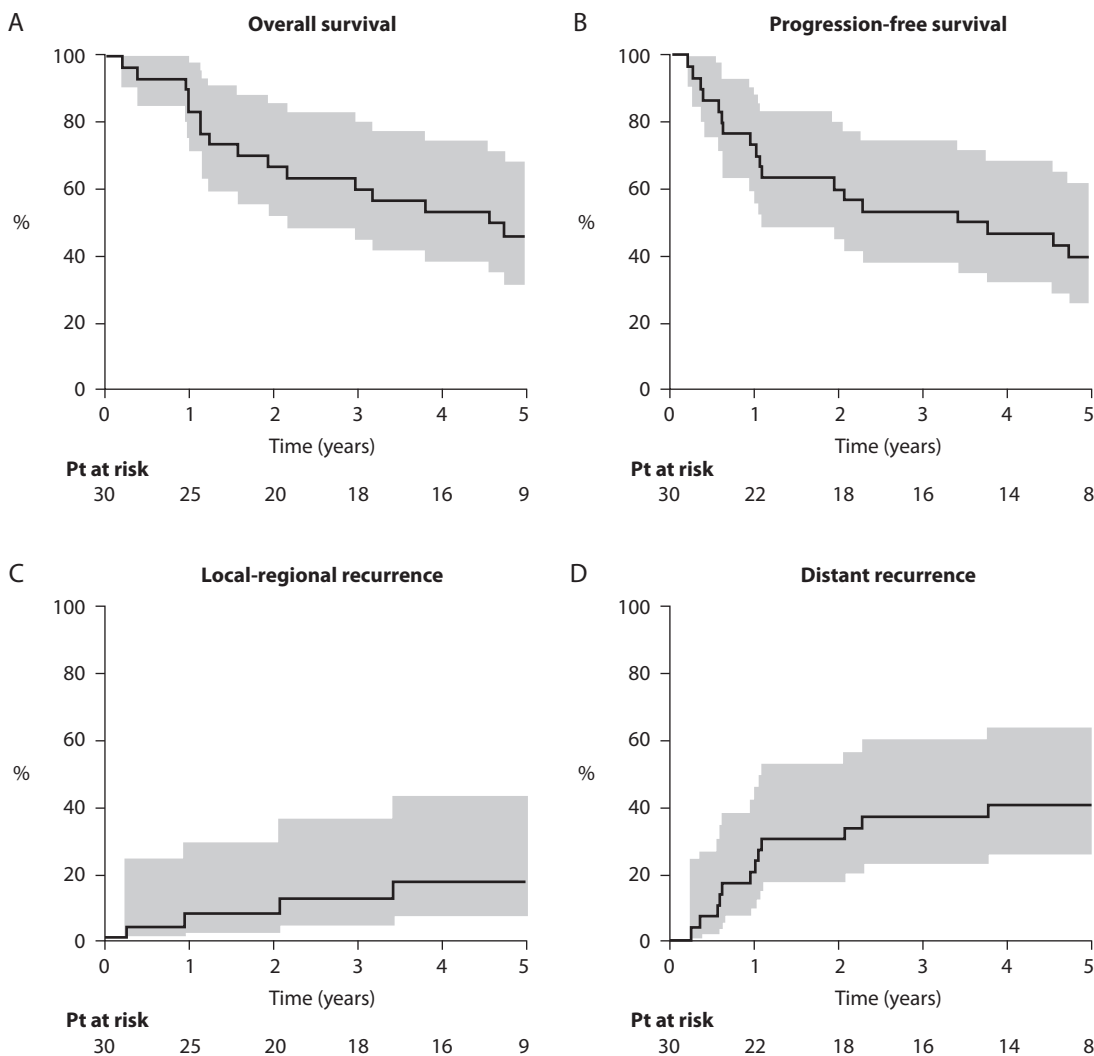 A
Overall survival
100
80
60
%
40
20
0
0 1 2 3 4 5
Time (years)
Pt at risk
30 25 20 18 16 9
B
Progression-free survival
100
80
60
%
40
20
0
0 1 2 3 4 5
Time (years)
Pt at risk
30 22 18 16 14 8
C
Local-regional recurrence
100
80
60
%
40
20
0
0 1 2 3 4 5
Time (years)
Pt at risk
30 25 20 18 16 9
D
Distant recurrence
100
80
60
%
40
20
0
0 1 2 3 4 5
Time (years)
Pt at risk
30 22 18 16 14 8